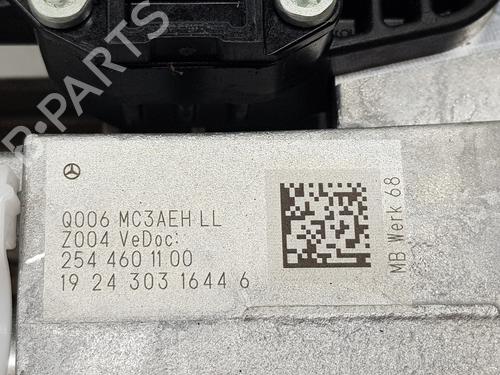 Q006 MC3AEH LL
Z004 VeDoc:
254 460 11 00
19 24 303 1644 6
MB Werk 68
B-PARTS